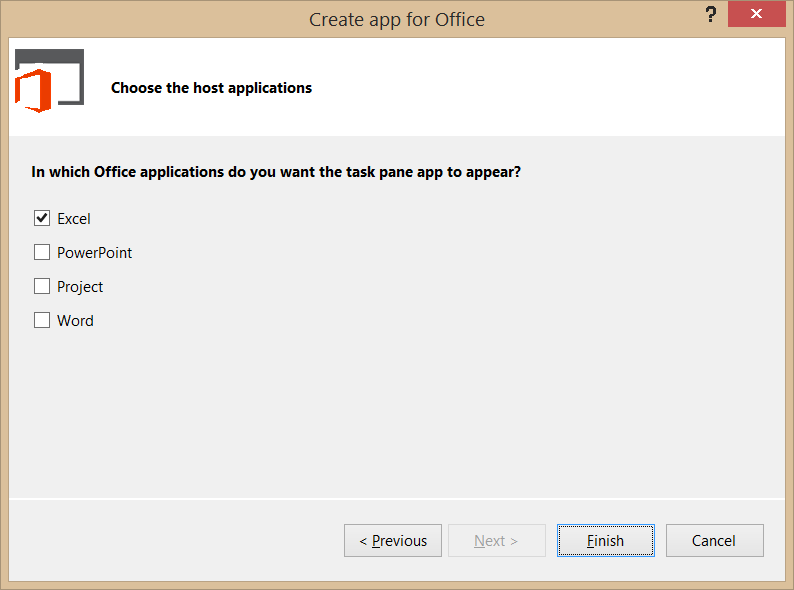 Create app for Office
?
Choose the host applications
In which Office applications do you want the task pane app to appear?
Excel
PowerPoint
Project
Word
< Previous
Next >
Finish
Cancel